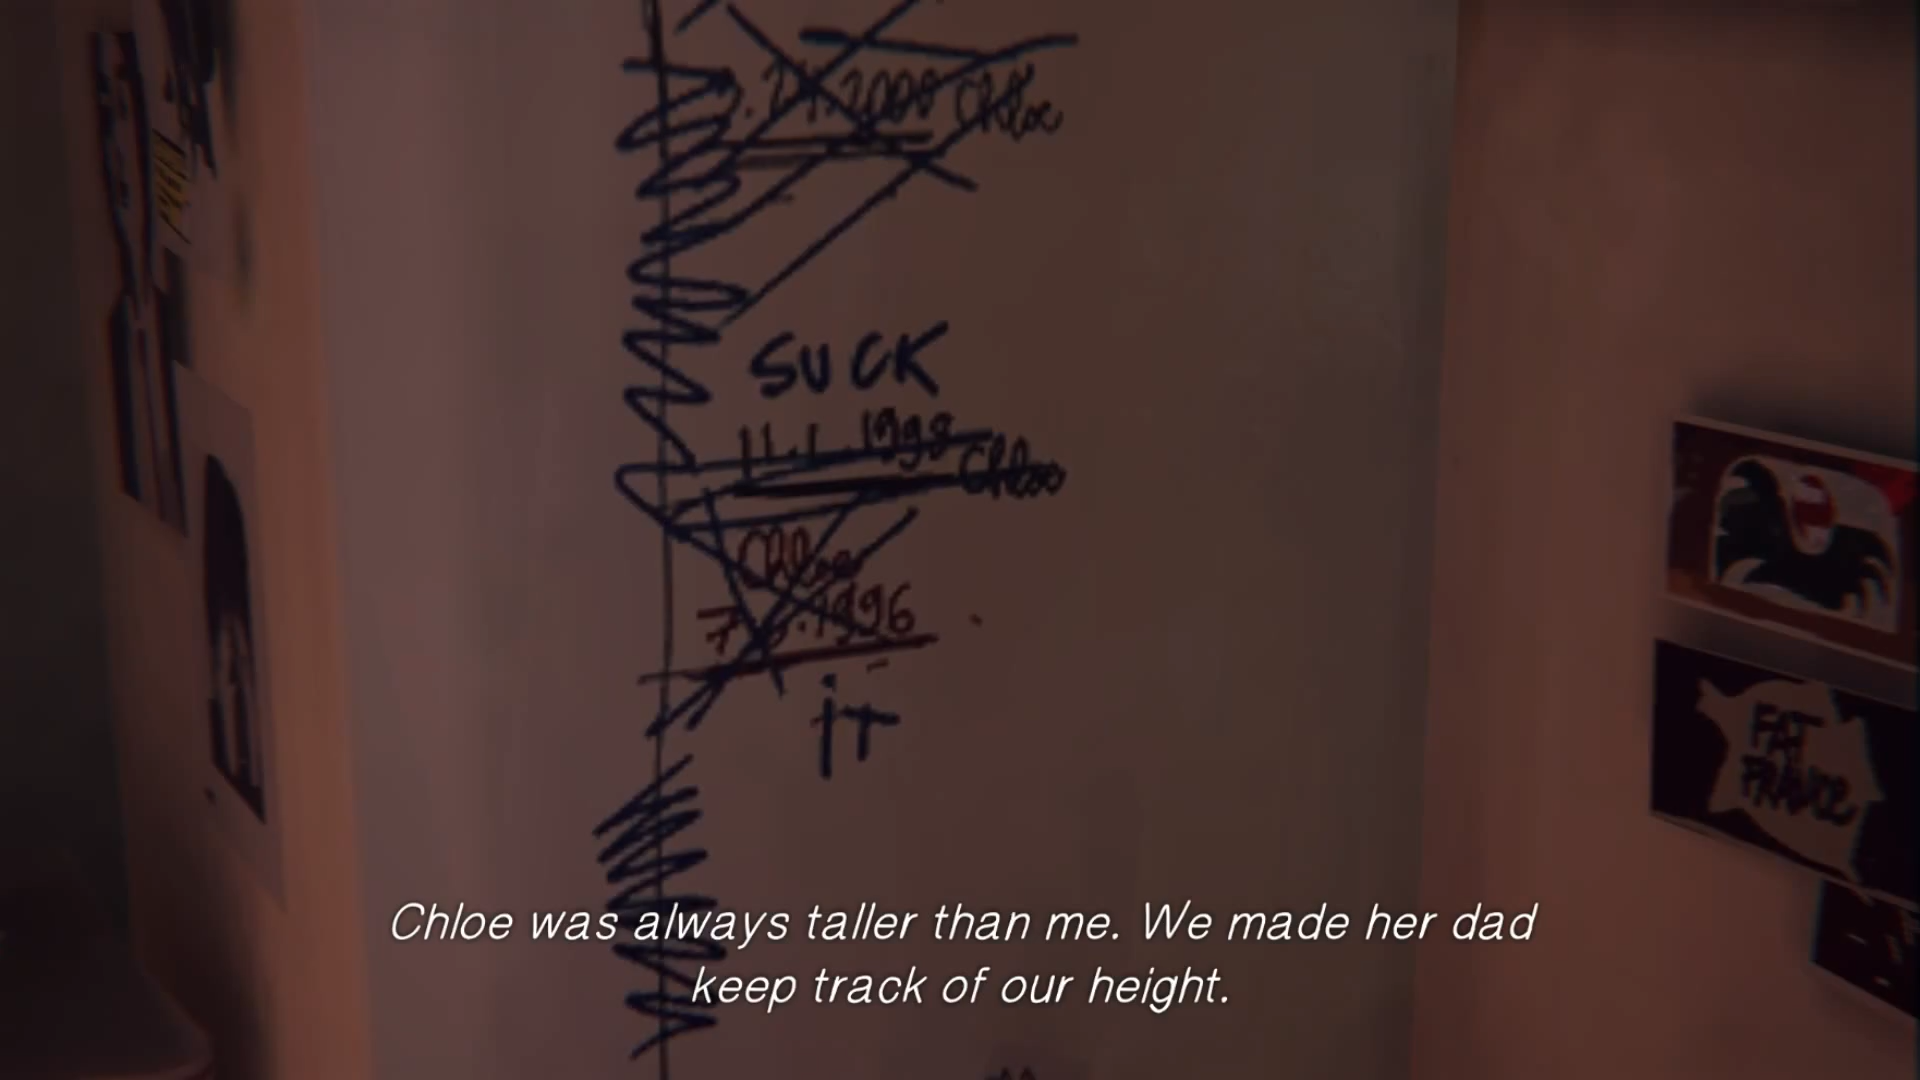 .2000 Chloe
SUCK
11.1.1998
Chloe
Chloe
7 .1996
iT
FAT
FRANCE
Chloe was always taller than me. We made her dad
keep track of our height.